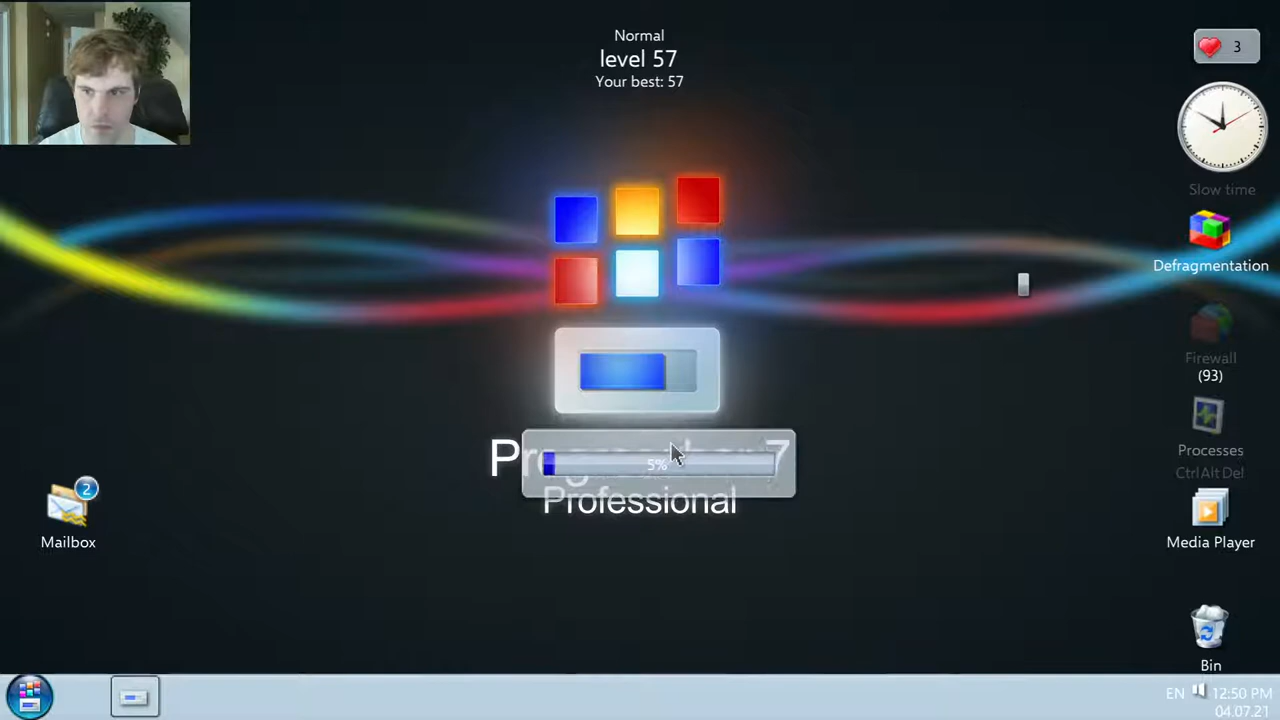 Normal
level 57
Your best: 57
3
Slow time
Defragmentation
Firewall
(93)
Processes
Ctrl Alt Del
Media Player
Bin
5%
Professional
2
Mailbox
EN 12:50 PM
04.07.21